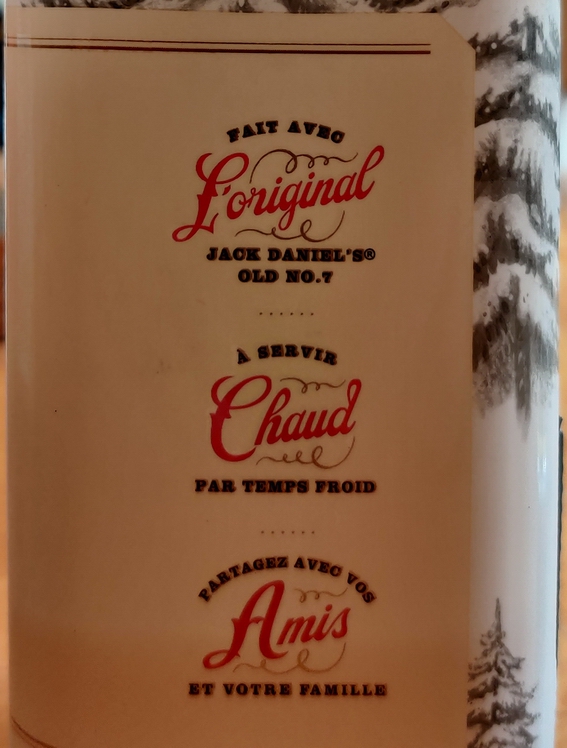 FAIT AVEC
L'original
JACK DANIEL'S®
OLD NO.7
À SERVIR
Chaud
PAR TEMPS FROID
PARTAGEZ AVEC VOS
Amis
ET VOTRE FAMILLE